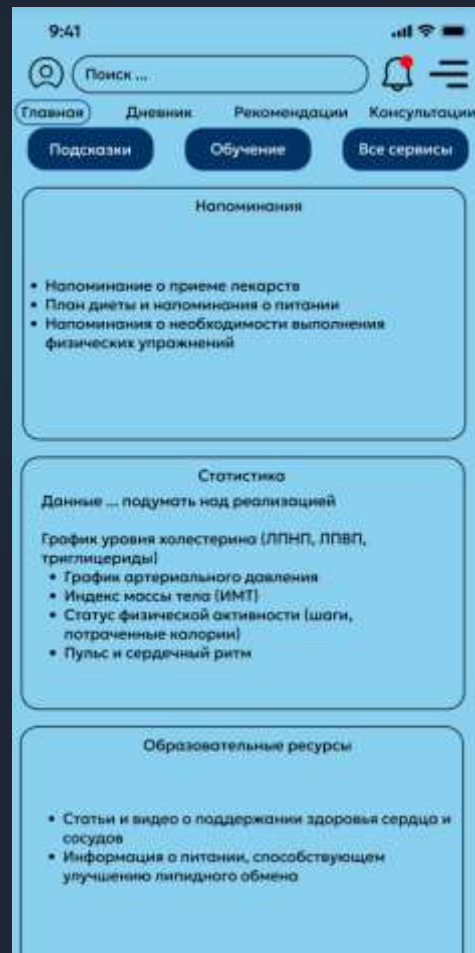 9:41
Поиск ...
Главная Дневник Рекомендации Консультации
Подсказки Обучение Все сервисы
Напоминания
• Напоминание о приеме лекарств
• План диеты и напоминания о питании
• Напоминания о необходимости выполнения
физических упражнений
Статистика
Данные ... подумать над реализацией
График уровня холестерина (ЛПНП, ЛПВП,
триглицериды)
• График артериального давления
• Индекс массы тела (ИМТ)
• Статус физической активности (шаги,
потраченные калории)
• Пульс и сердечный ритм
Образовательные ресурсы
• Статьи и видео о поддержании здоровья сердца и
сосудов
• Информация о питании, способствующем
улучшению липидного обмена